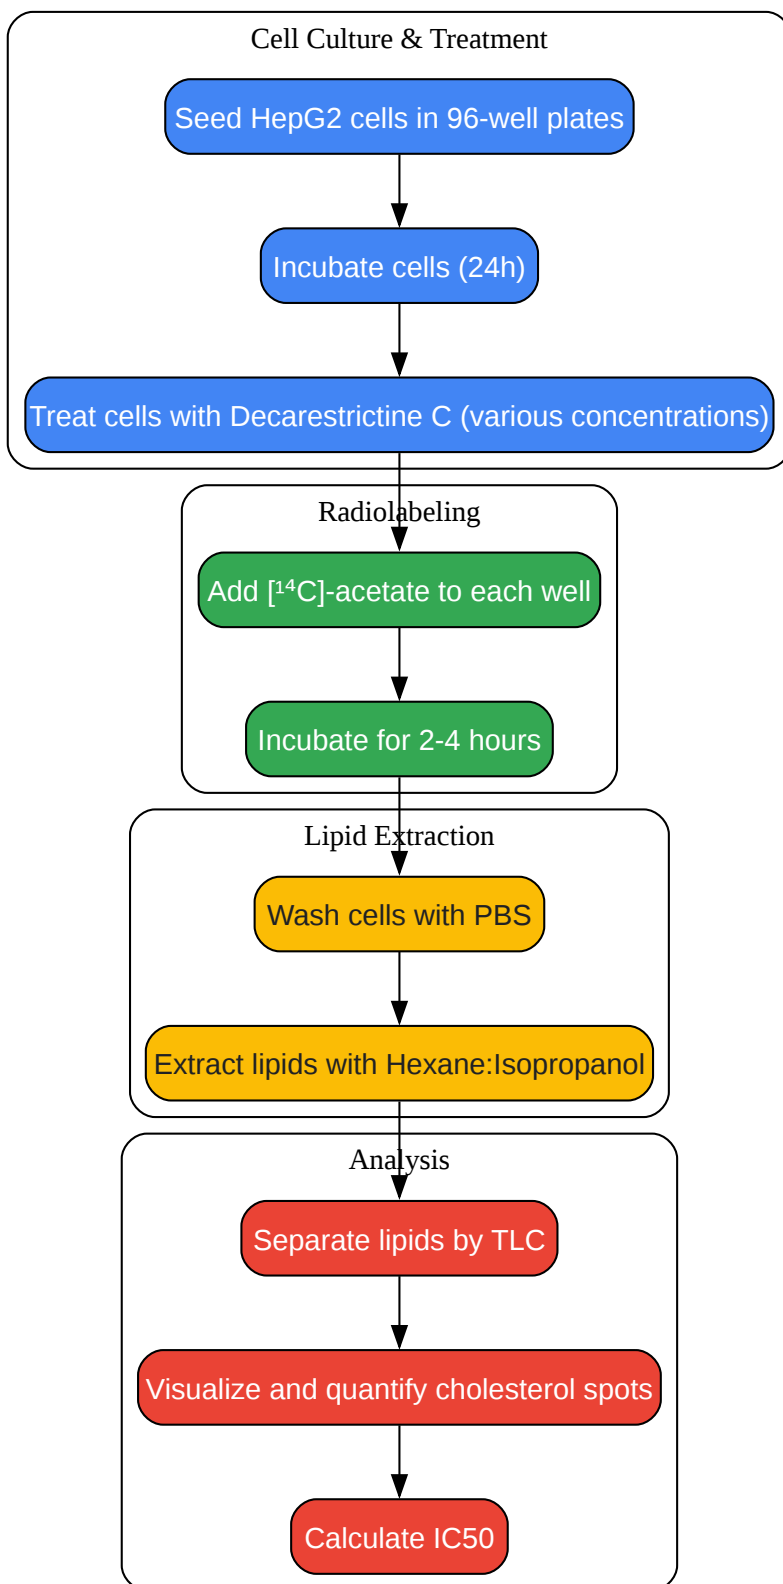 Cell Culture & Treatment
Seed HepG2 cells in 96-well plates
Incubate cells (24h)
Treat cells with Decarestrictine C (various concentrations)
Radiolabeling
Add [¹⁴C]-acetate to each well
Incubate for 2-4 hours
Lipid Extraction
Wash cells with PBS
Extract lipids with Hexane:Isopropanol
Analysis
Separate lipids by TLC
Visualize and quantify cholesterol spots
Calculate IC50